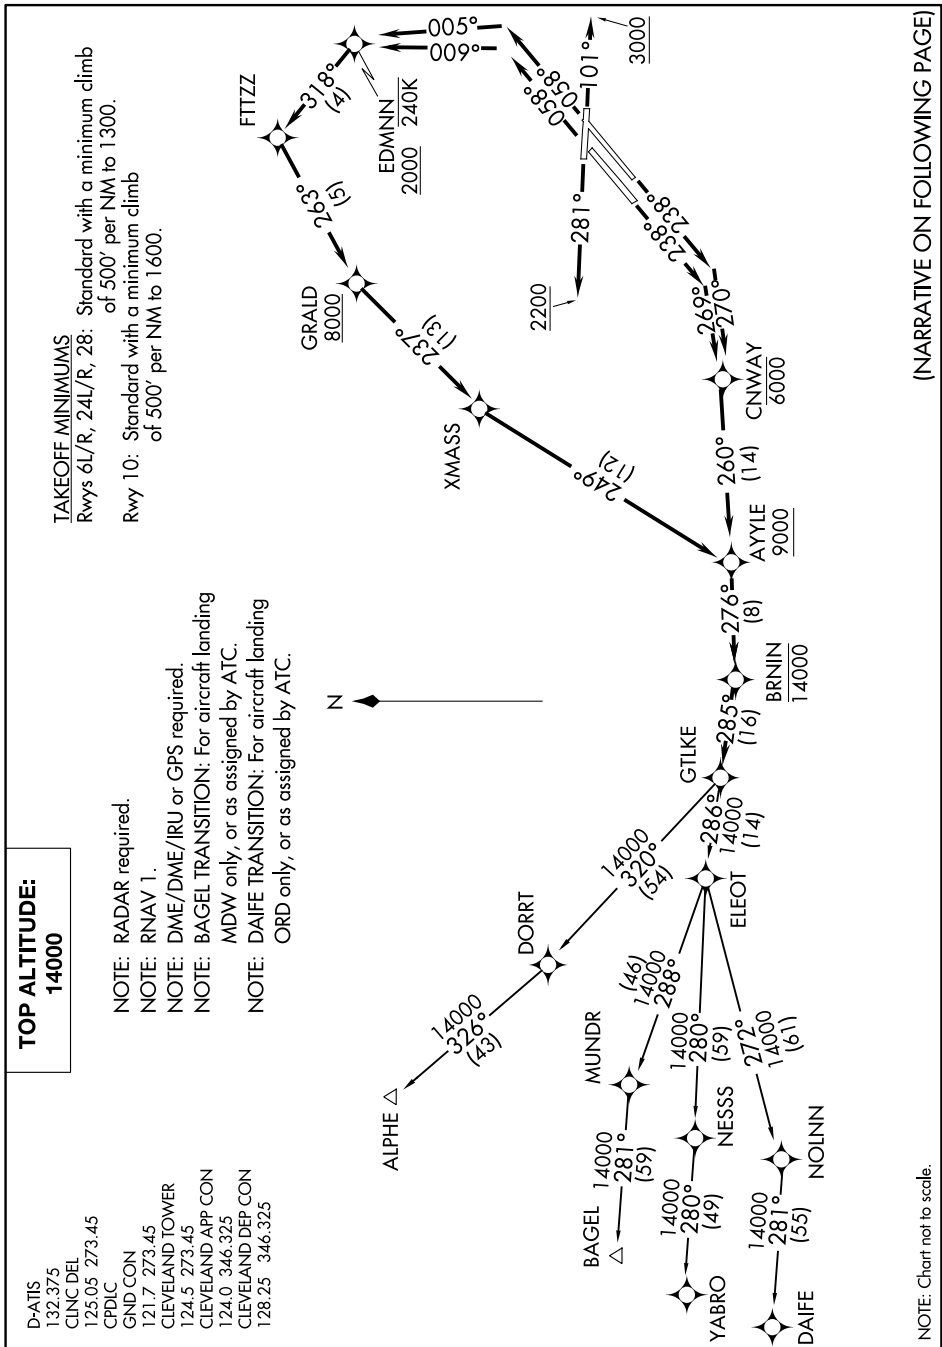 TOP ALTITUDE:
14000
D-ATIS
132.375
CLNC DEL
125.05 273.45
CPDLC
GND CON
121.7 273.45
CLEVELAND TOWER
124.5 273.45
CLEVELAND APP CON
124.0 346.325
CLEVELAND DEP CON
128.25 346.325
NOTE: RADAR required.
NOTE: RNAV 1.
NOTE: DME/DME/IRU or GPS required.
NOTE: BAGEL TRANSITION: For aircraft landing
MDW only, or as assigned by ATC.
NOTE: DAIFE TRANSITION: For aircraft landing
ORD only, or as assigned by ATC.
TAKEOFF MINIMUMS
Rwys 6L/R, 24L/R, 28: Standard with a minimum climb
of 500' per NM to 1300.
Rwy 10: Standard with a minimum climb
of 500' per NM to 1600.
N
ALPHE
14000
326°
(43)
DORRT
14000
320°
(54)
BAGEL
14000
281°
(59)
MUNDR
(46)
14000
288°
YABRO
14000
280°
(49)
NESSS
14000
280°
(59)
DAIFE
14000
281°
(55)
NOLNN
272°
14000
(61)
ELEOT
286°
14000
(14)
GTLKE
285°
(16)
BRNIN
14000
276°
(8)
AYYLE
9000
260°
(14)
CNWAY
6000
269°
270°
238°
238°
XMASS
249°
(12)
GRALD
8000
237°
(13)
FTTZZ
263°
(5)
318°
(4)
EDMNN
2000 240K
005°
009°
058°
058°
101°
3000
281°
2200
NOTE: Chart not to scale.
(NARRATIVE ON FOLLOWING PAGE)